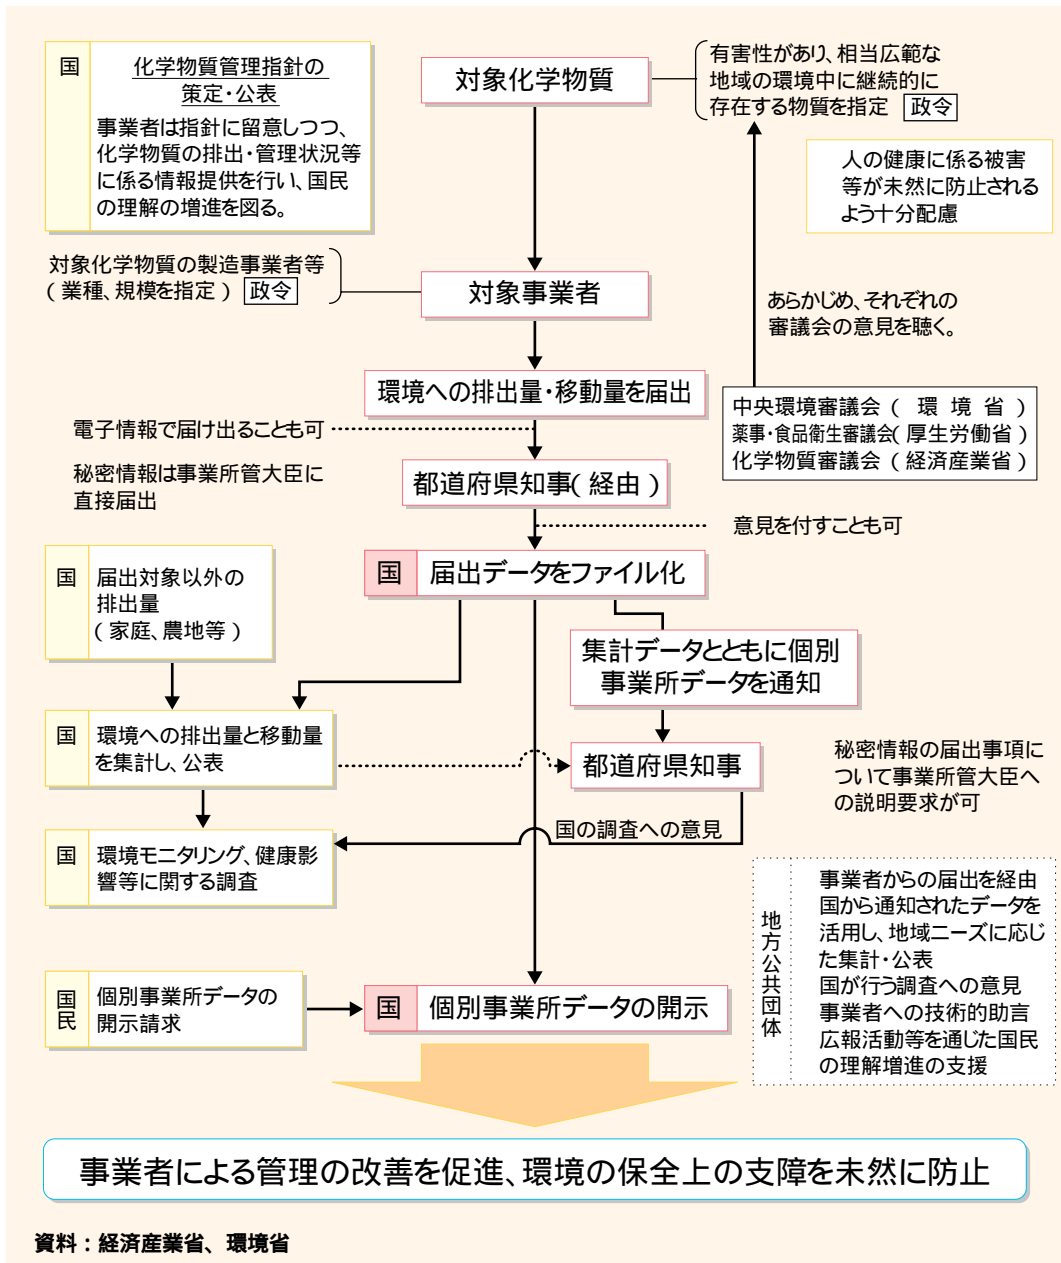 国
化学物質管理指針の
策定・公表
事業者は指針に留意しつつ、
化学物質の排出・管理状況等
に係る情報提供を行い、国民
の理解の増進を図る。
対象化学物質
有害性があり、相当広範な
地域の環境中に継続的に
存在する物質を指定 政令
人の健康に係る被害
等が未然に防止される
よう十分配慮
対象化学物質の製造事業者等
(業種、規模を指定) 政令
対象事業者
あらかじめ、それぞれの
審議会の意見を聴く。
環境への排出量・移動量を届出
中央環境審議会(環境省)
薬事・食品衛生審議会(厚生労働省)
化学物質審議会(経済産業省)
電子情報で届け出ることも可
秘密情報は事業所管大臣に
直接届出
都道府県知事(経由)
意見を付すことも可
国 届出データをファイル化
国
届出対象以外の
排出量
(家庭、農地等)
集計データとともに個別
事業所データを通知
国
環境への排出量と移動量
を集計し、公表
都道府県知事
秘密情報の届出事項に
ついて事業所管大臣へ
の説明要求が可
国の調査への意見
国
環境モニタリング、健康影
響等に関する調査
地方公共団体
事業者からの届出を経由
国から通知されたデータを
活用し、地域ニーズに応じ
た集計・公表
国が行う調査への意見
事業者への技術的助言
広報活動等を通じた国民
の理解増進の支援
国民
個別事業所データの
開示請求
国 個別事業所データの開示
事業者による管理の改善を促進、環境の保全上の支障を未然に防止
資料：経済産業省、環境省